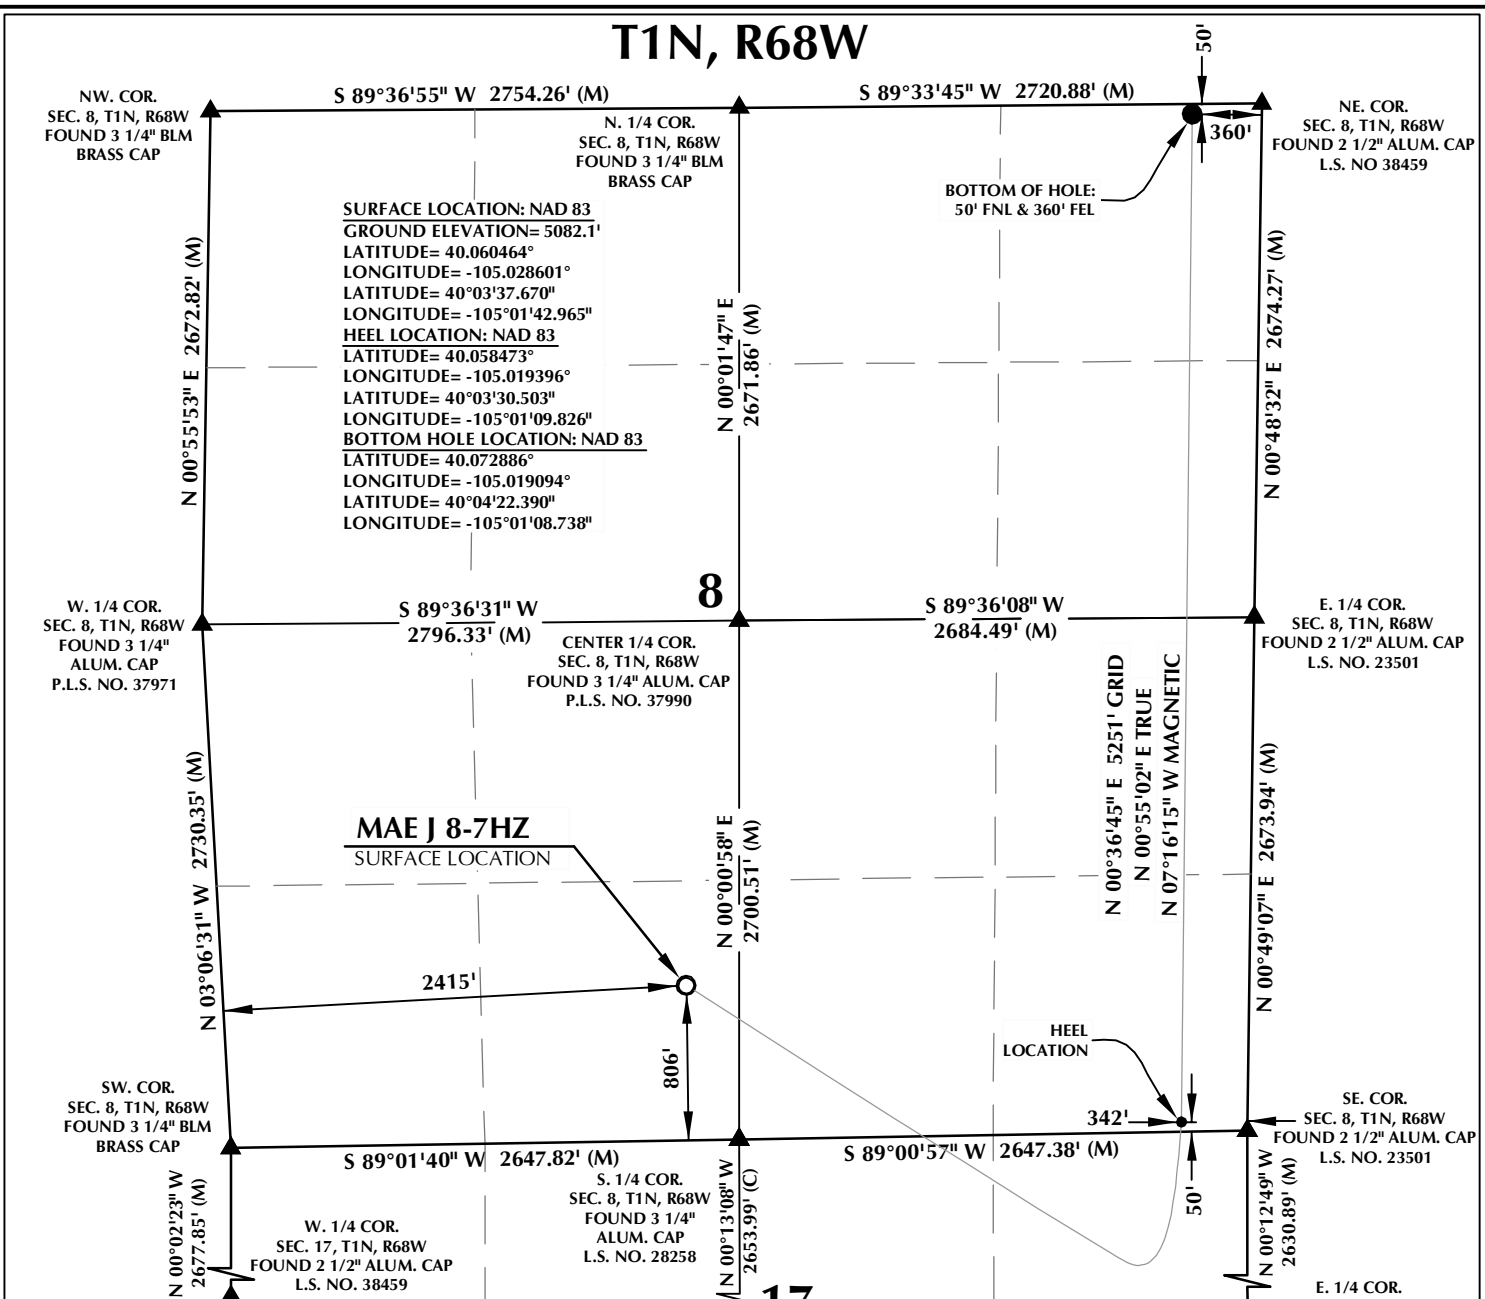 T1N, R68W
50'
S 89°36'55" W 2754.26' (M)
S 89°33'45" W 2720.88' (M)
NW. COR.
SEC. 8, T1N, R68W
FOUND 3 1/4" BLM
BRASS CAP
N. 1/4 COR.
SEC. 8, T1N, R68W
FOUND 3 1/4" BLM
BRASS CAP
360'
NE. COR.
SEC. 8, T1N, R68W
FOUND 2 1/2" ALUM. CAP
L.S. NO 38459
BOTTOM OF HOLE:
50' FNL & 360' FEL
SURFACE LOCATION: NAD 83
GROUND ELEVATION= 5082.1'
LATITUDE= 40.060464°
LONGITUDE= -105.028601°
LATITUDE= 40°03'37.670"
LONGITUDE= -105°01'42.965"
HEEL LOCATION: NAD 83
LATITUDE= 40.058473°
LONGITUDE= -105.019396°
LATITUDE= 40°03'30.503"
LONGITUDE= -105°01'09.826"
BOTTOM HOLE LOCATION: NAD 83
LATITUDE= 40.072886°
LONGITUDE= -105.019094°
LATITUDE= 40°04'22.390"
LONGITUDE= -105°01'08.738"
N 00°55'53" E 2672.82' (M)
N 00°01'47" E
2671.86' (M)
N 00°48'32" E 2674.27' (M)
8
W. 1/4 COR.
SEC. 8, T1N, R68W
FOUND 3 1/4"
ALUM. CAP
P.L.S. NO. 37971
S 89°36'31" W
2796.33' (M)
CENTER 1/4 COR.
SEC. 8, T1N, R68W
FOUND 3 1/4" ALUM. CAP
P.L.S. NO. 37990
S 89°36'08" W
2684.49' (M)
E. 1/4 COR.
SEC. 8, T1N, R68W
FOUND 2 1/2" ALUM. CAP
L.S. NO. 23501
N 00°36'45" E 5251' GRID
N 00°55'02" E TRUE
N 07°16'15" W MAGNETIC
N 03°06'31" W 2730.35' (M)
MAE J 8-7HZ
SURFACE LOCATION
N 00°00'58" E
2700.51' (M)
N 00°49'07" E 2673.94' (M)
2415'
806'
HEEL
LOCATION
342'
50'
SW. COR.
SEC. 8, T1N, R68W
FOUND 3 1/4" BLM
BRASS CAP
SE. COR.
SEC. 8, T1N, R68W
FOUND 2 1/2" ALUM. CAP
L.S. NO. 23501
S 89°01'40" W 2647.82' (M)
S 89°00'57" W 2647.38' (M)
S. 1/4 COR.
SEC. 8, T1N, R68W
FOUND 3 1/4"
ALUM. CAP
L.S. NO. 28258
N 00°02'23" W
2677.85' (M)
W. 1/4 COR.
SEC. 17, T1N, R68W
FOUND 2 1/2" ALUM. CAP
L.S. NO. 38459
N 00°13'08" W
2653.99' (C)
N 00°12'49" W
2630.89' (M)
17
E. 1/4 COR.